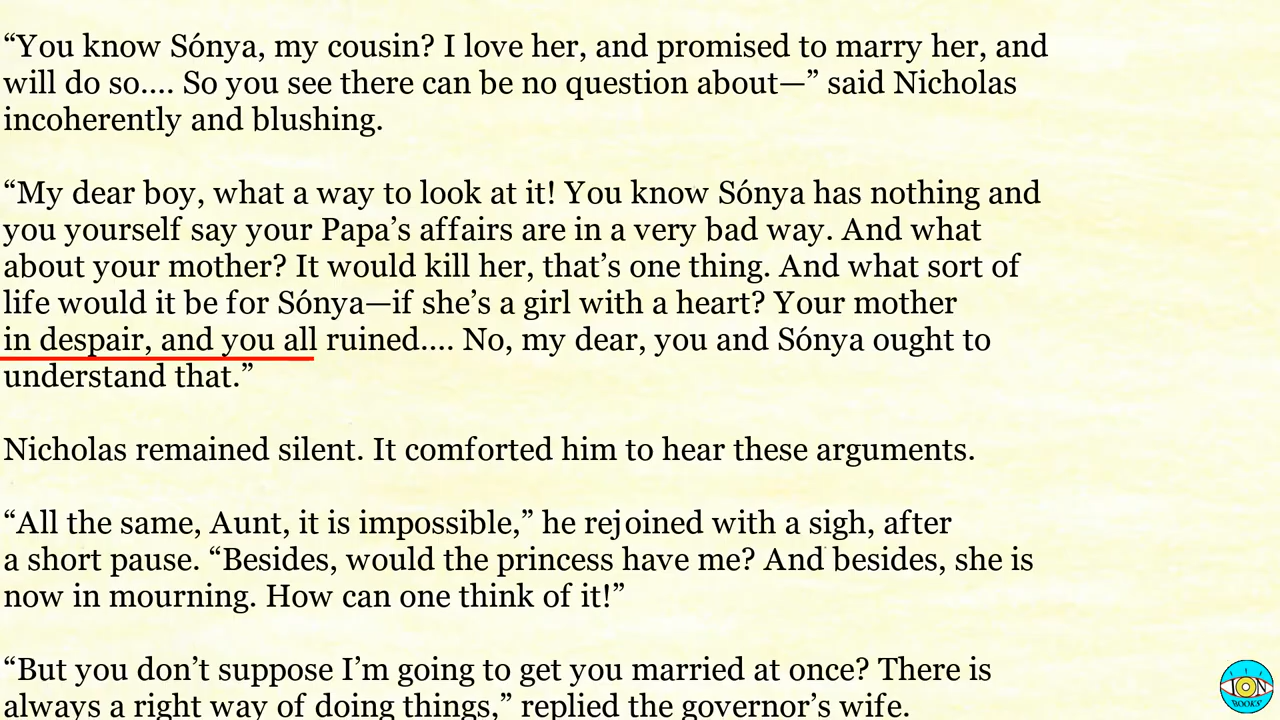 “You know Sónya, my cousin? I love her, and promised to marry her, and
will do so.... So you see there can be no question about—” said Nicholas
incoherently and blushing.
“My dear boy, what a way to look at it! You know Sónya has nothing and
you yourself say your Papa’s affairs are in a very bad way. And what
about your mother? It would kill her, that’s one thing. And what sort of
life would it be for Sónya—if she’s a girl with a heart? Your mother
in despair, and you all ruined.... No, my dear, you and Sónya ought to
understand that.”
Nicholas remained silent. It comforted him to hear these arguments.
“All the same, Aunt, it is impossible,” he rejoined with a sigh, after
a short pause. “Besides, would the princess have me? And besides, she is
now in mourning. How can one think of it!”
“But you don’t suppose I’m going to get you married at once? There is
always a right way of doing things,” replied the governor’s wife.
ION
BOOKS